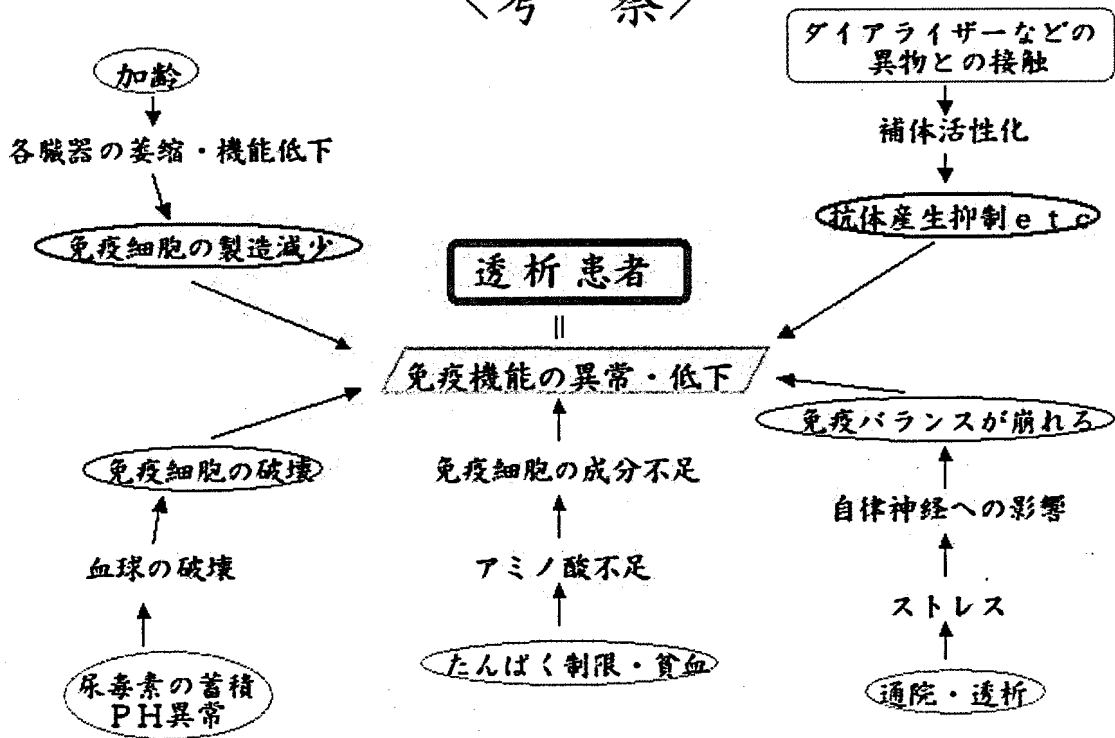 〈考　察〉
加齢
各臓器の萎縮・機能低下
免疫細胞の製造減少
ダイアライザーなどの
異物との接触
補体活性化
抗体産生抑制ｅｔｃ
透析患者
＝
免疫機能の異常・低下
免疫細胞の破壊
血球の破壊
尿毒素の蓄積
ＰＨ異常
免疫細胞の成分不足
アミノ酸不足
たんぱく制限・貧血
免疫バランスが崩れる
自律神経への影響
ストレス
通院・透析